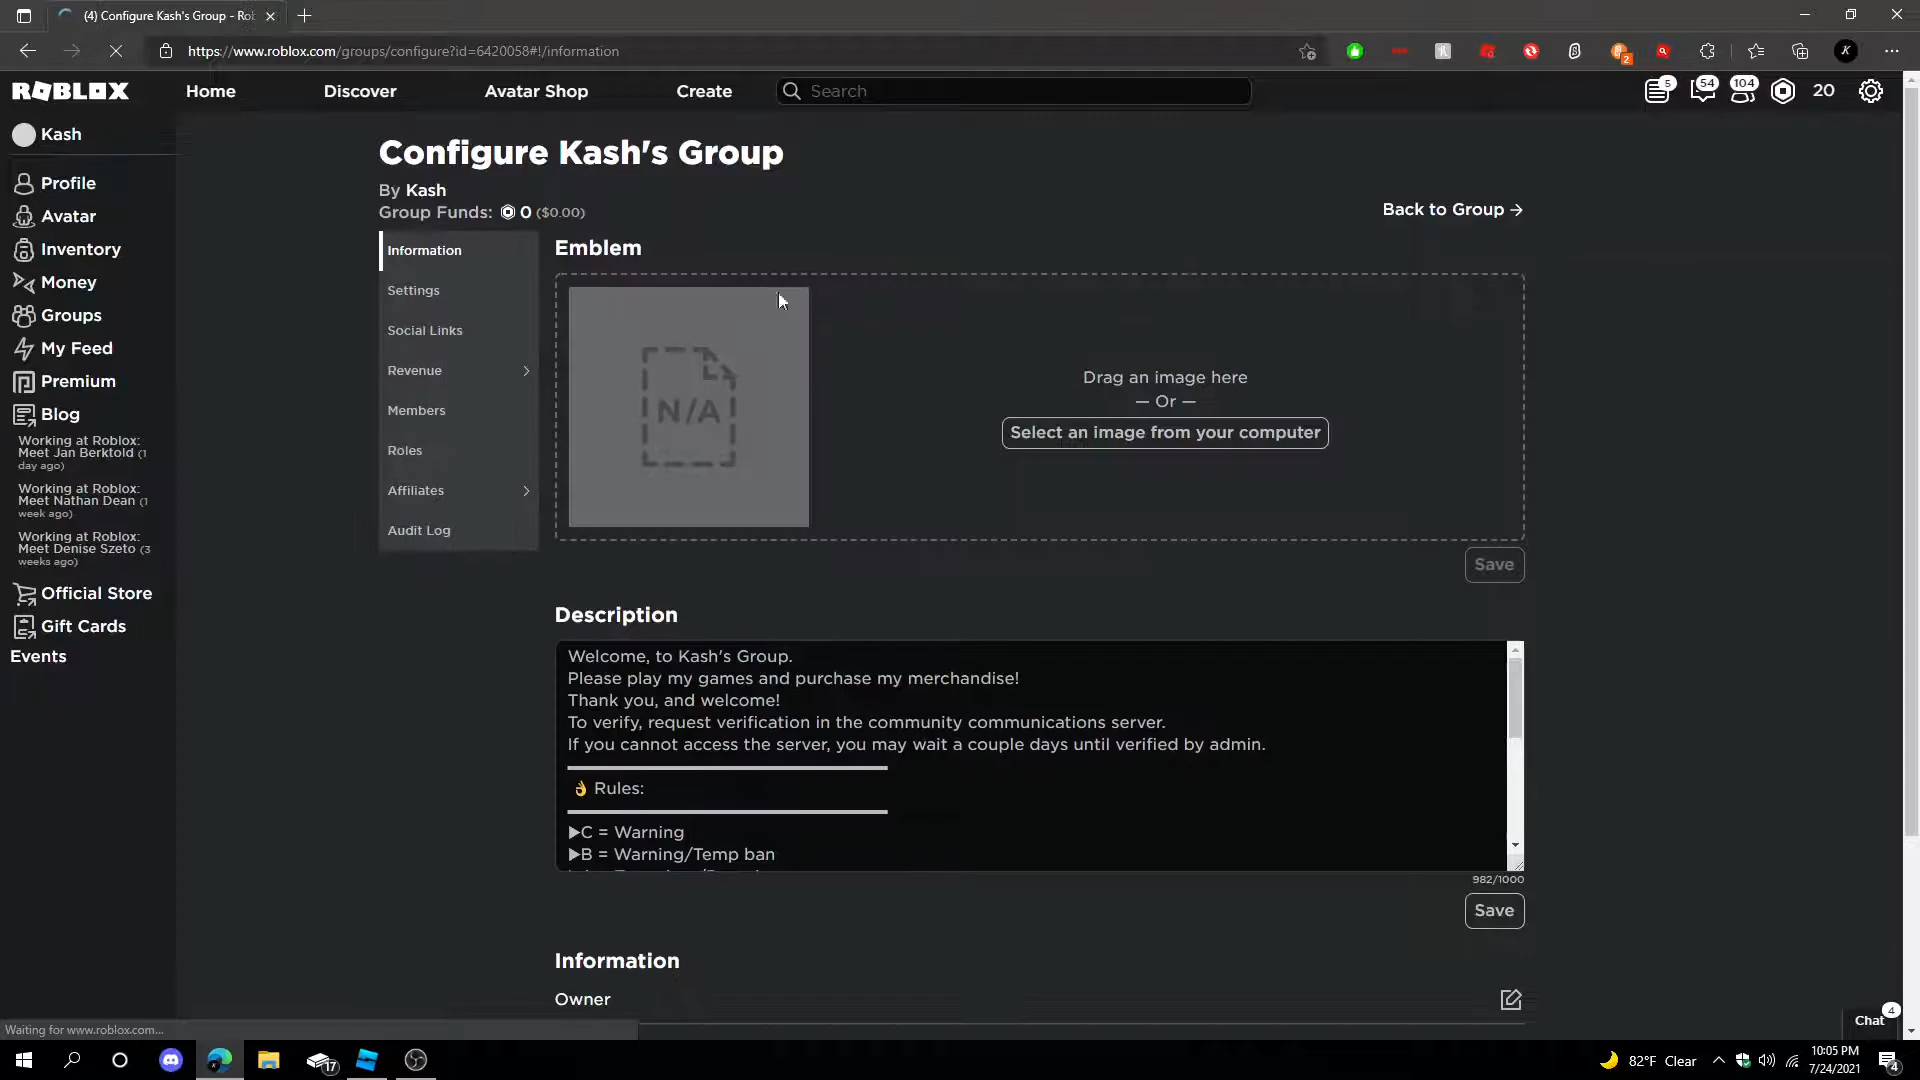 (4) Configure Kash's Group - Ro
https://www.roblox.com/groups/configure?id=6420058#!/information
2
K
ROBLOX
Home
Discover
Avatar Shop
Create
Search
5
54
104
20
Kash
Profile
Avatar
Inventory
Money
Groups
My Feed
Premium
Blog
Working at Roblox:
Meet Jan Berktold (1
day ago)
Working at Roblox:
Meet Nathan Dean (1
week ago)
Working at Roblox:
Meet Denise Szeto (3
weeks ago)
Official Store
Gift Cards
Events
Configure Kash's Group
By Kash
Group Funds: 0 ($0.00)
Back to Group →
Information
Settings
Social Links
Revenue
Members
Roles
Affiliates
Audit Log
Emblem
N/A
Drag an image here
— Or —
Select an image from your computer
Save
Description
Welcome, to Kash's Group.
Please play my games and purchase my merchandise!
Thank you, and welcome!
To verify, request verification in the community communications server.
If you cannot access the server, you may wait a couple days until verified by admin.
👌 Rules:
▶C = Warning
▶B = Warning/Temp ban
982/1000
Save
Information
Owner
Chat
4
Waiting for www.roblox.com...
17
82°F Clear
10:05 PM
7/24/2021
4